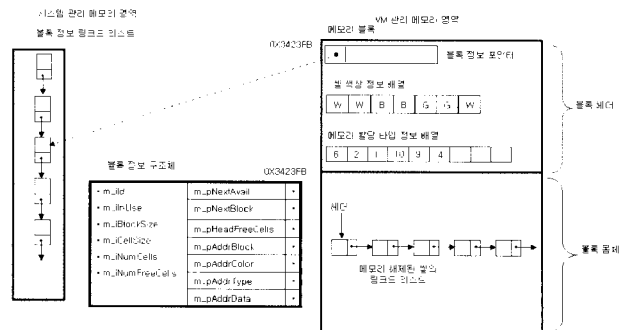 시스템 관리 메모리 영역
블록 정보 링크드 리스트
VM 관리 메모리 영역
메모리 블록
0X3423FB
블록 정보 포인터
셀 색상 정보 배열
W W B B G G W
메모리 할당 타입 정보 배열
6 2 1 10 9 4
블록 헤더
블록 정보 구조체
0X3423FB
m_iId
m_iInUse
m_iBlockSize
m_iCellSize
m_iNumCells
m_iNumFreeCells
m_pNextAvail
m_pNextBlock
m_pHeadFreeCells
m_pAddrBlock
m_pAddrColor
m_pAddrType
m_pAddrData
헤더
메모리 해제된 셀의
링크드 리스트
블록 몸체